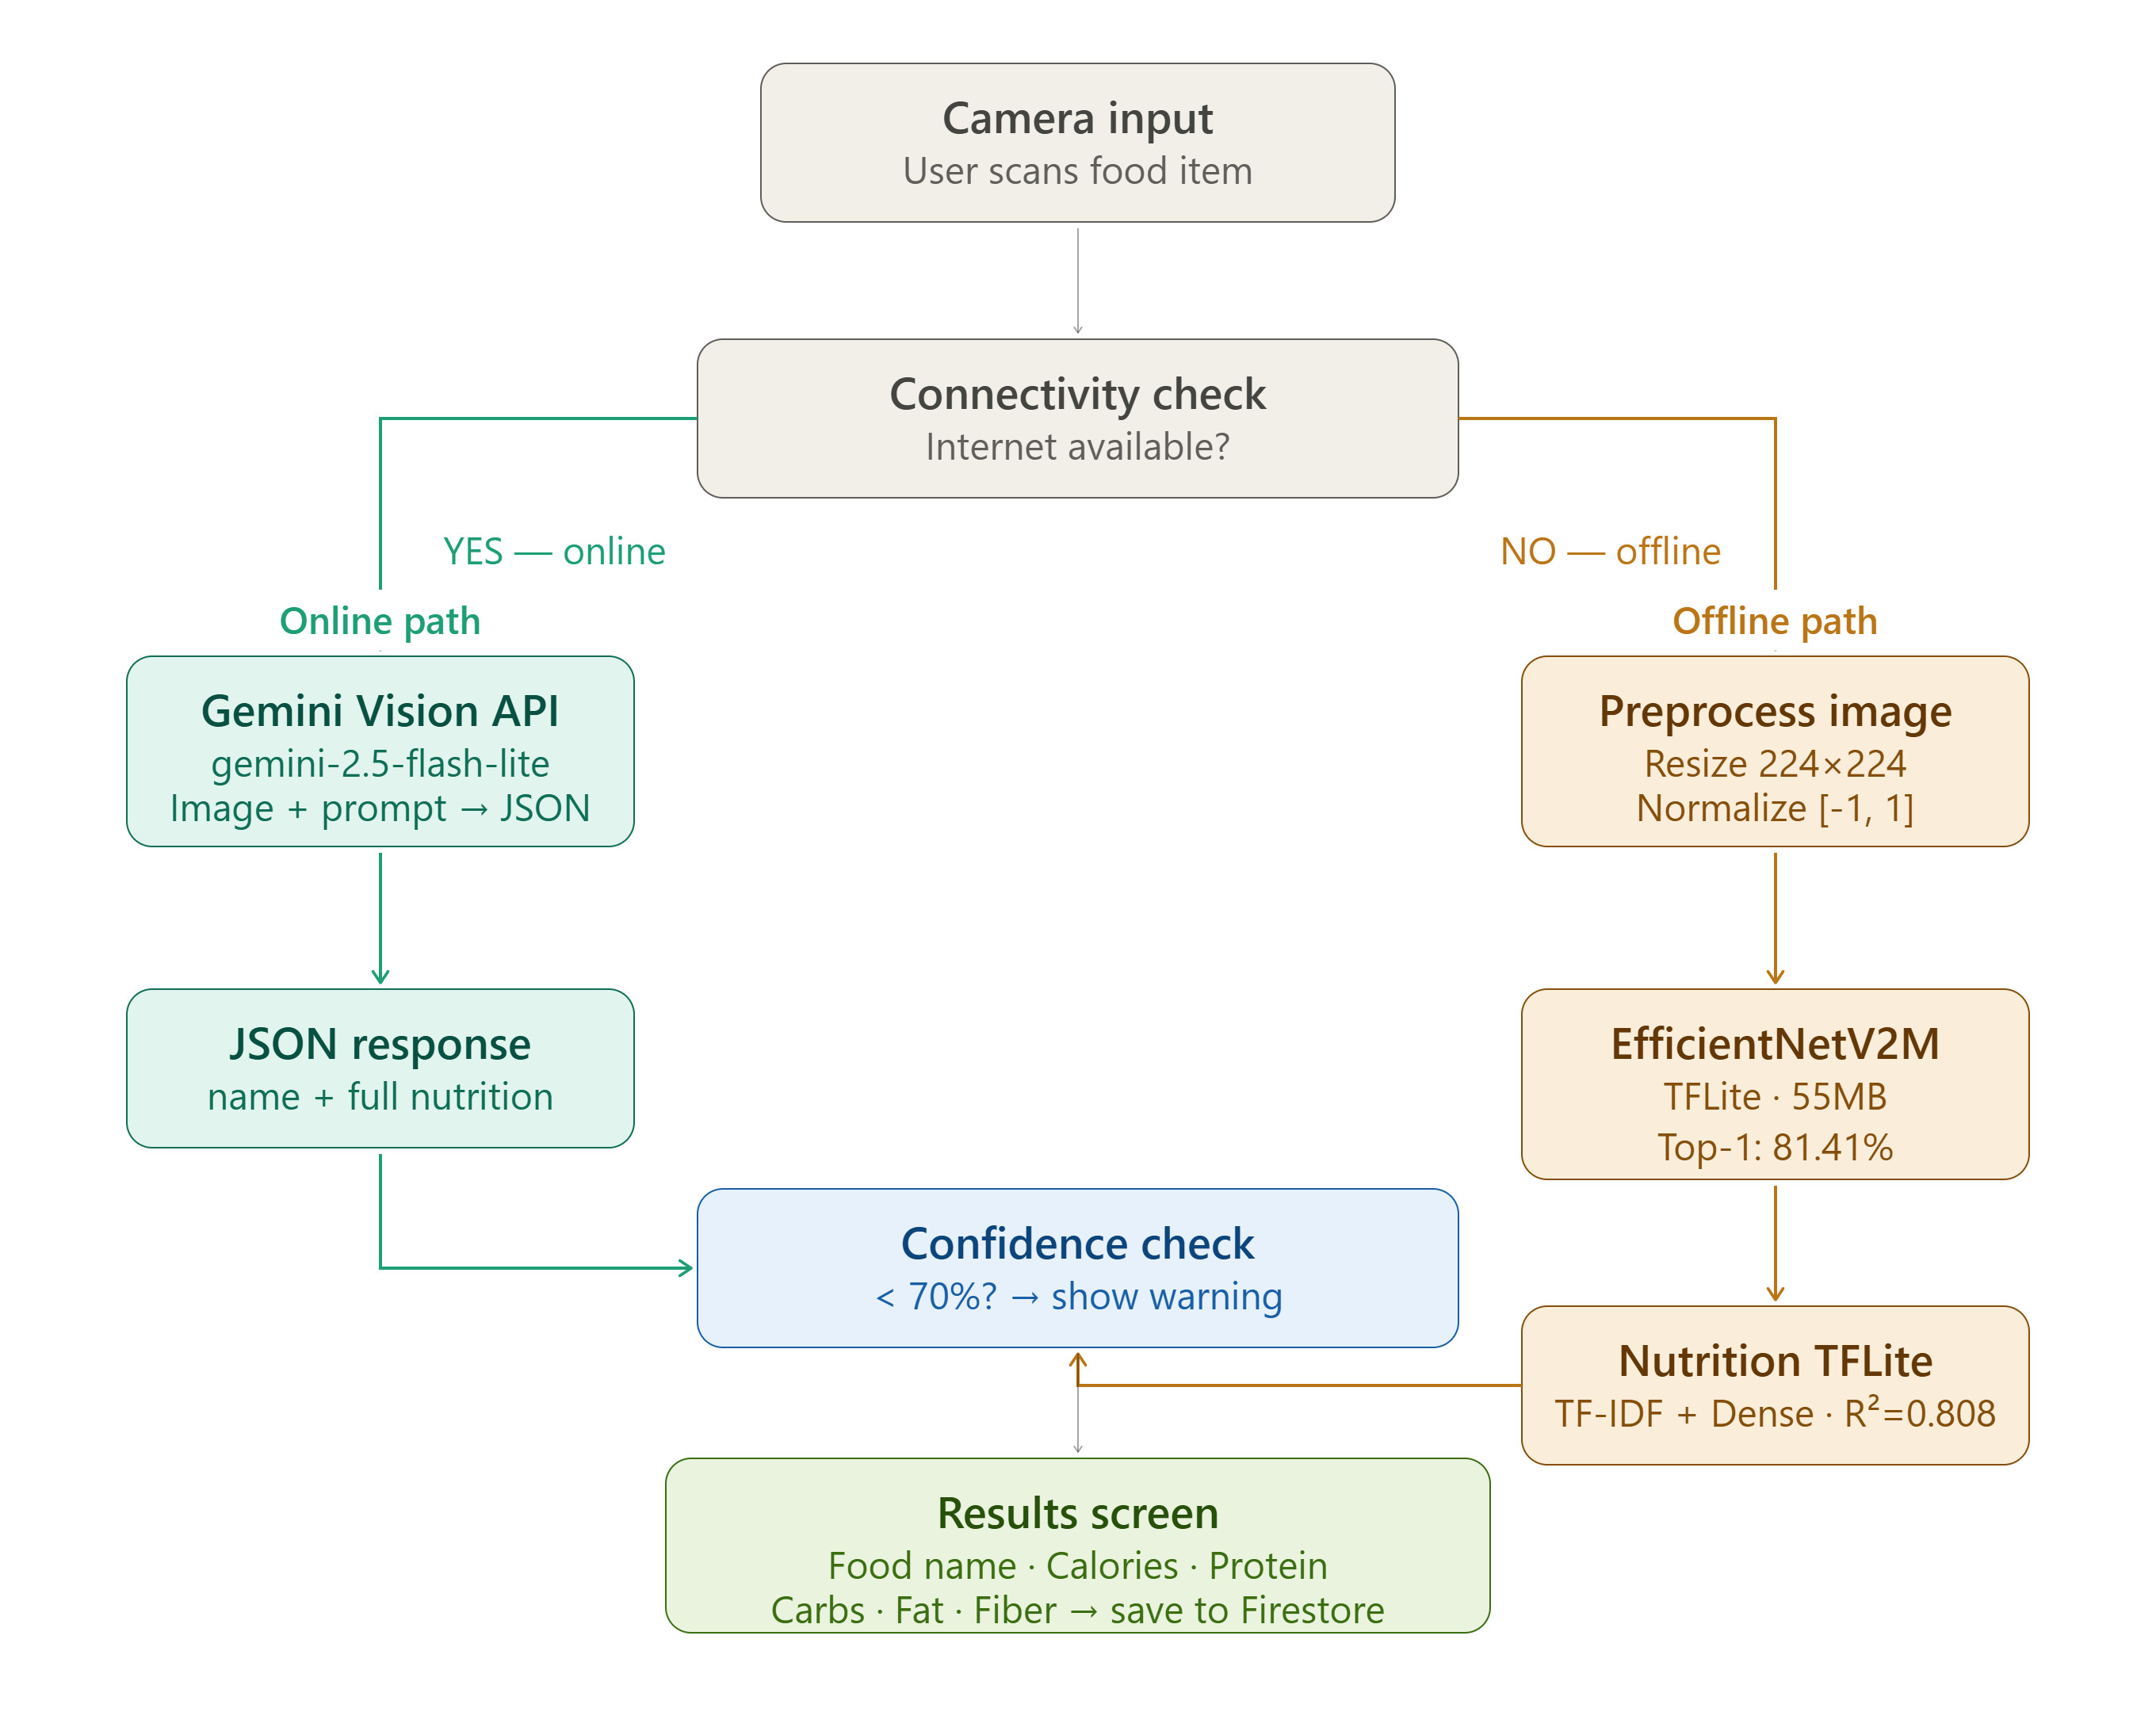 Camera input
User scans food item
Connectivity check
Internet available?
YES — online
NO — offline
Online path
Offline path
Gemini Vision API
gemini-2.5-flash-lite
Image + prompt → JSON
Preprocess image
Resize 224×224
Normalize [-1, 1]
JSON response
name + full nutrition
EfficientNetV2M
TFLite · 55MB
Top-1: 81.41%
Confidence check
< 70%? → show warning
Nutrition TFLite
TF-IDF + Dense · R²=0.808
Results screen
Food name · Calories · Protein
Carbs · Fat · Fiber → save to Firestore